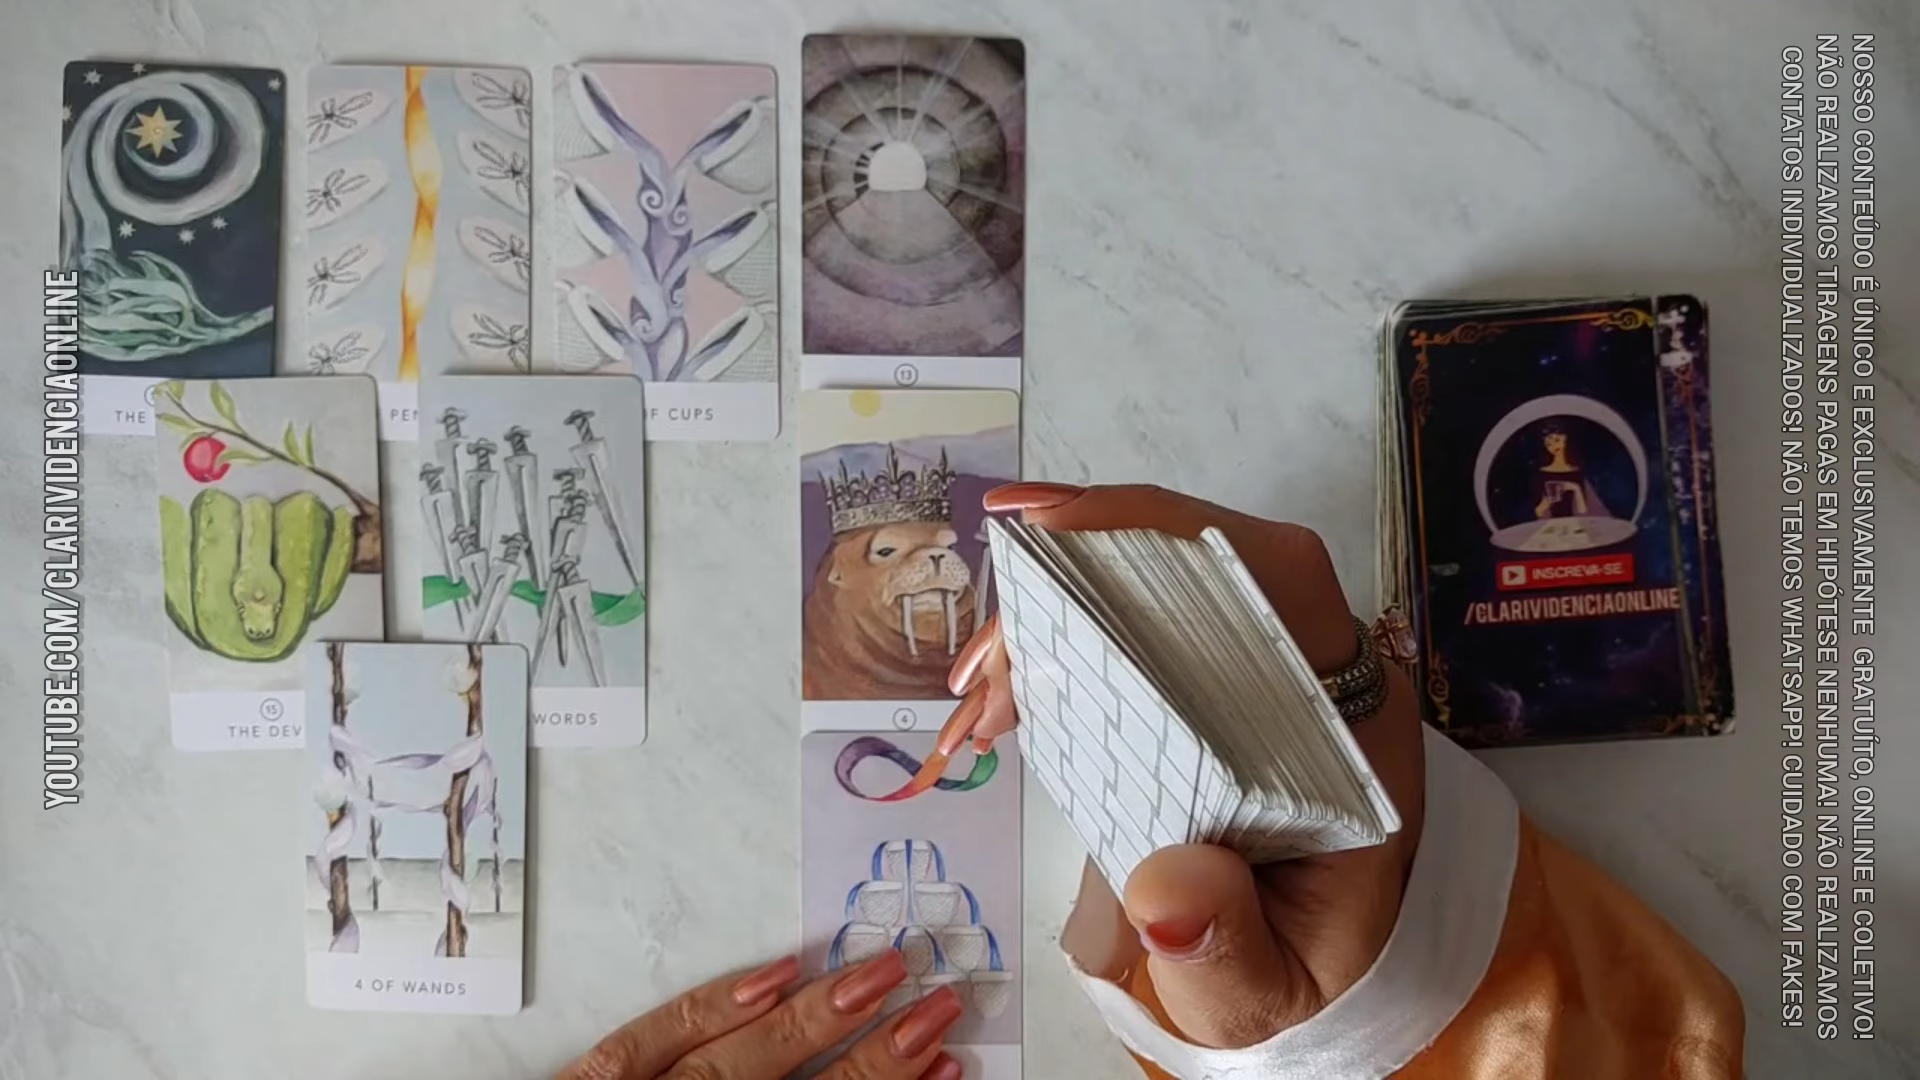 YOUTUBE.COM/CLARIVIDENCIAONLINE
THE
PEN
F CUPS
13
15
THE DEV
WORDS
4 OF WANDS
4
INSCREVA-SE
/CLARIVIDENCIAONLINE
NOSSO CONTEÚDO É ÚNICO E EXCLUSIVAMENTE GRATUÍTO, ONLINE E COLETIVO!
NÃO REALIZAMOS TIRAGENS PAGAS EM HIPÓTESE NENHUMA! NÃO REALIZAMOS
CONTATOS INDIVIDUALIZADOS! NÃO TEMOS WHATSAPP! CUIDADO COM FAKES!